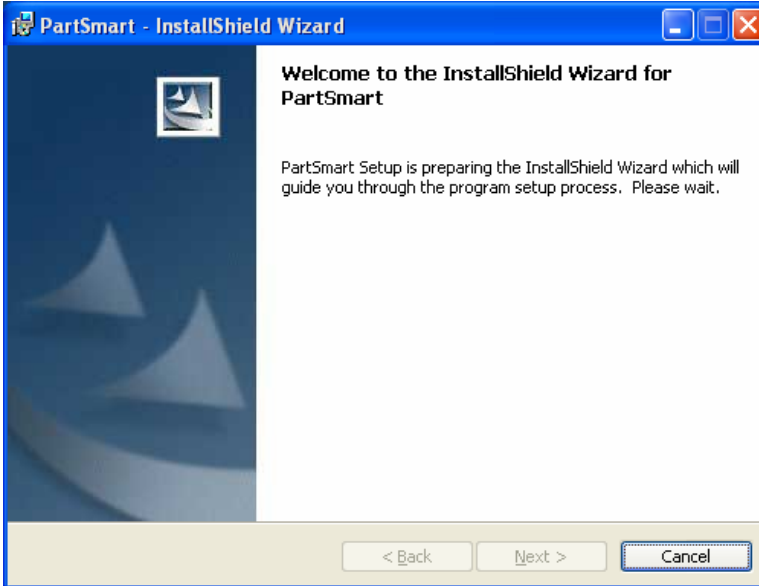 PartSmart - InstallShield Wizard
Welcome to the InstallShield Wizard for
PartSmart
PartSmart Setup is preparing the InstallShield Wizard which will
guide you through the program setup process.  Please wait.
< Back
Next >
Cancel